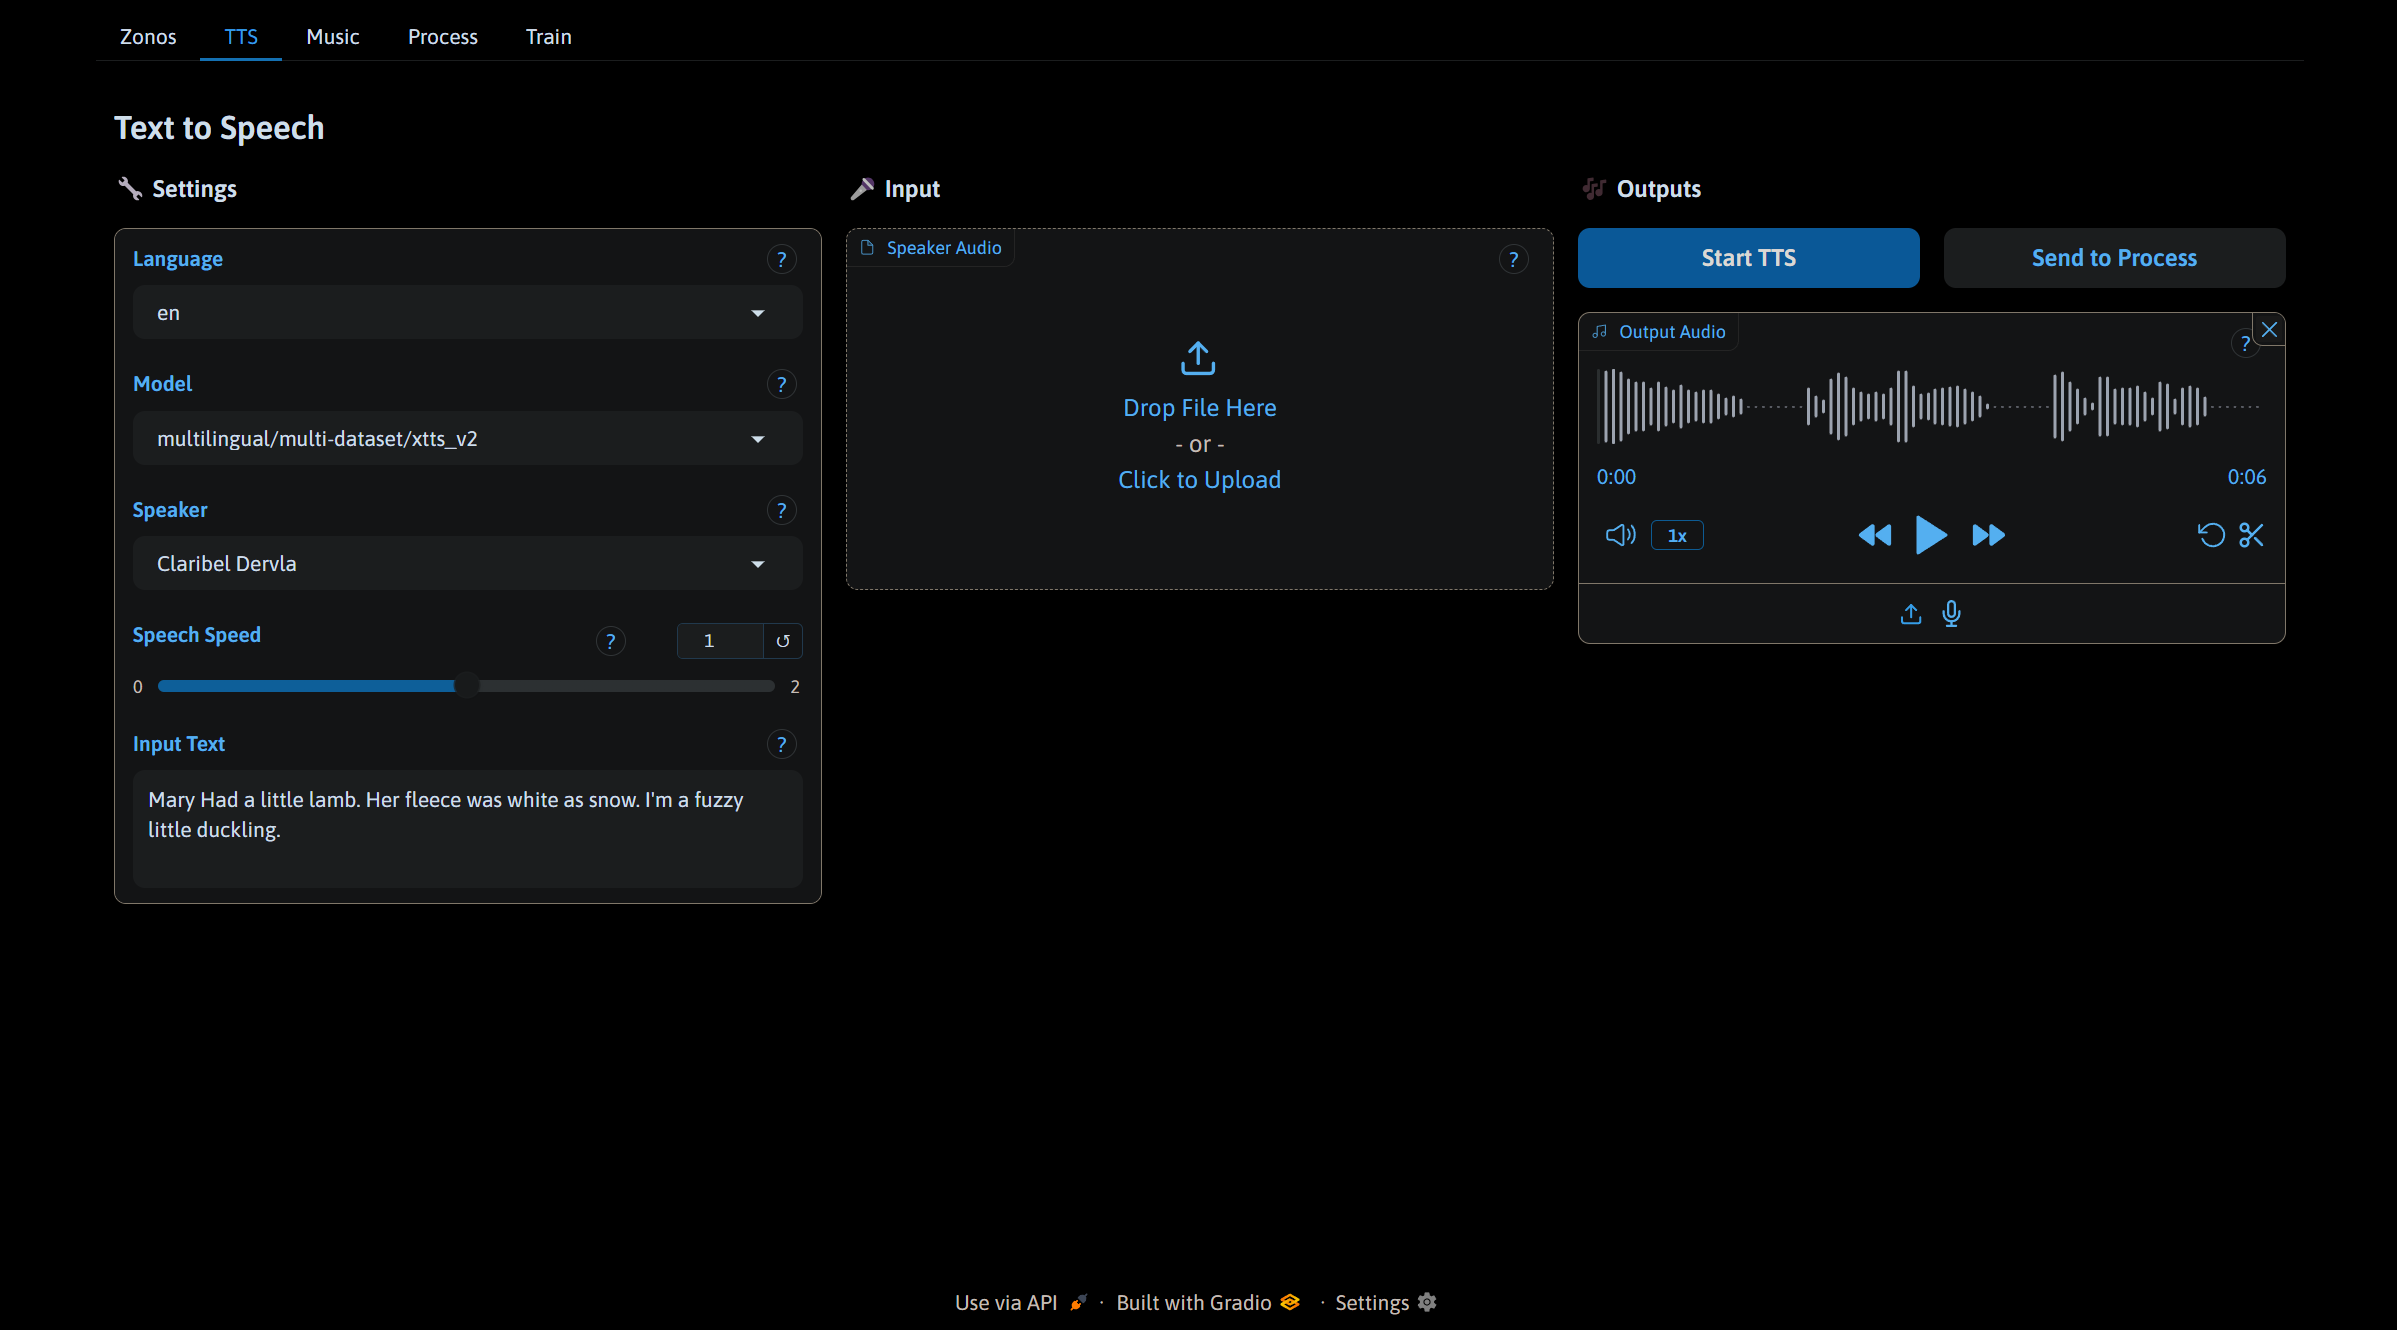 Zonos TTS Music Process Train
Text to Speech
Settings
Language ?
en
Model ?
multilingual/multi-dataset/xtts_v2
Speaker ?
Claribel Dervla
Speech Speed ? 1 ↺
0 2
Input Text ?
Mary Had a little lamb. Her fleece was white as snow. I'm a fuzzy
little duckling.
Input
Speaker Audio ?
Drop File Here
- or -
Click to Upload
Outputs
Start TTS Send to Process
Output Audio ?
0:00 0:06
1x
Use via API · Built with Gradio · Settings